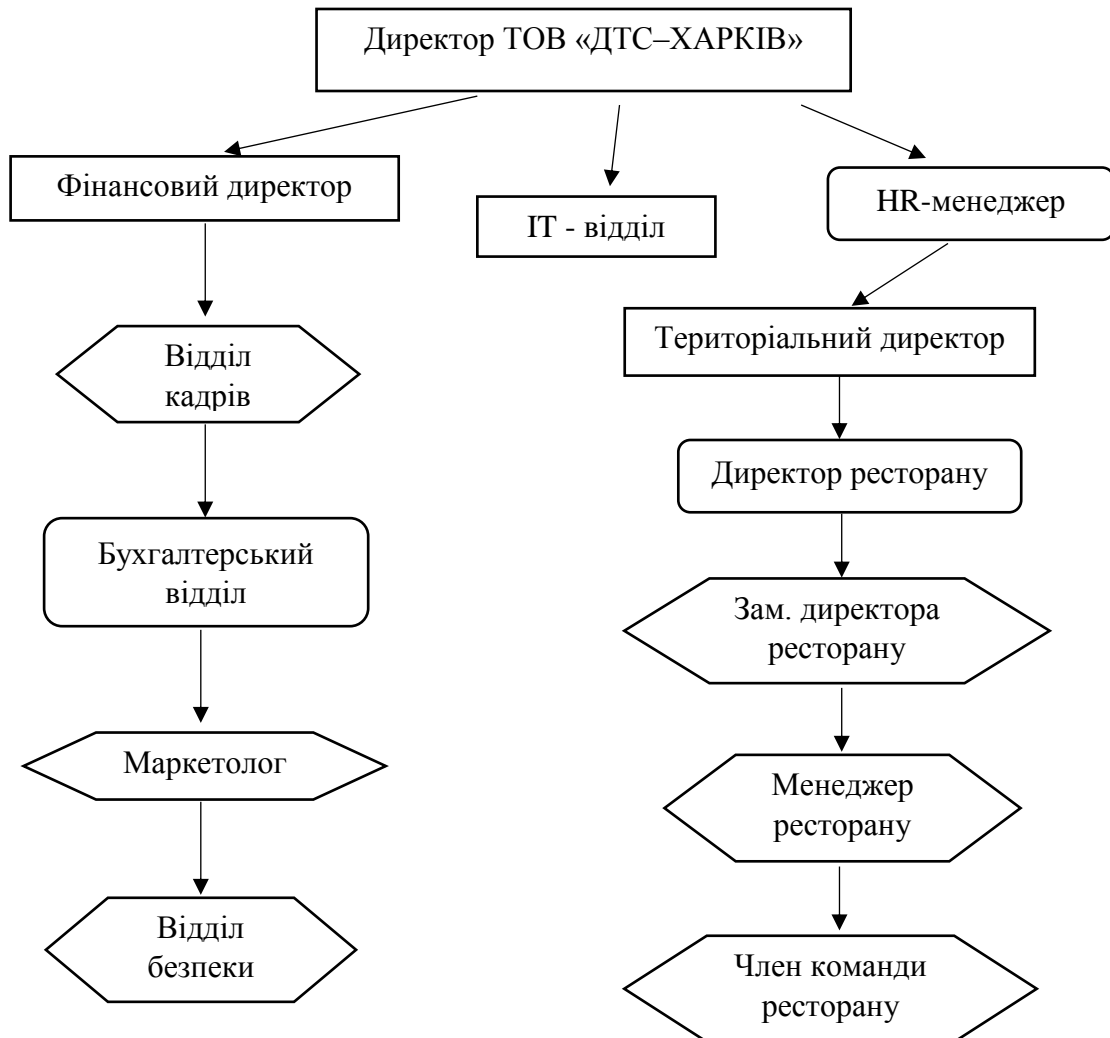 Директор ТОВ «ДТС–ХАРКІВ»
Фінансовий директор
ІТ - відділ
HR-менеджер
Територіальний директор
Відділ
кадрів
Директор ресторану
Бухгалтерський
відділ
Зам. директора
ресторану
Маркетолог
Менеджер
ресторану
Відділ
безпеки
Член команди
ресторану